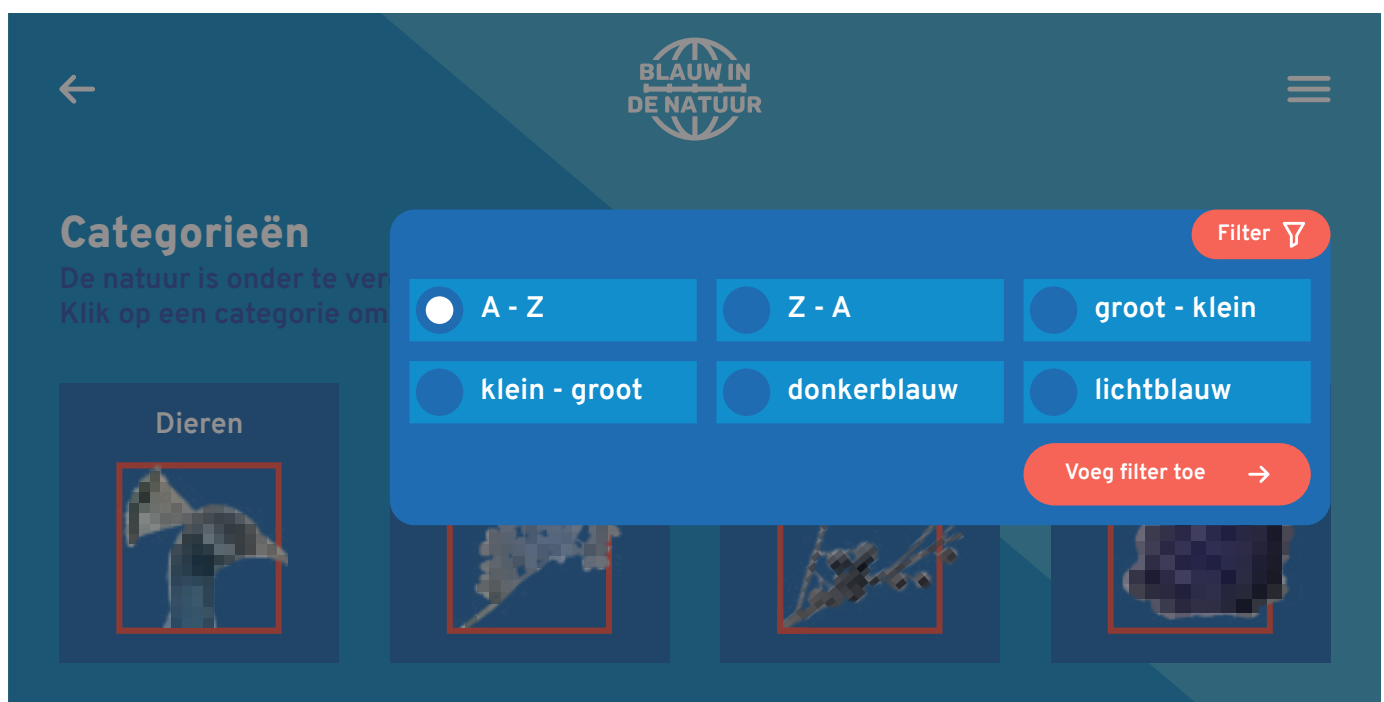 BLAUW IN
DE NATUUR
Categorieën
De natuur is onder te ver
Klik op een categorie om
Filter
A - Z
Z - A
groot - klein
klein - groot
donkerblauw
lichtblauw
Voeg filter toe
Dieren